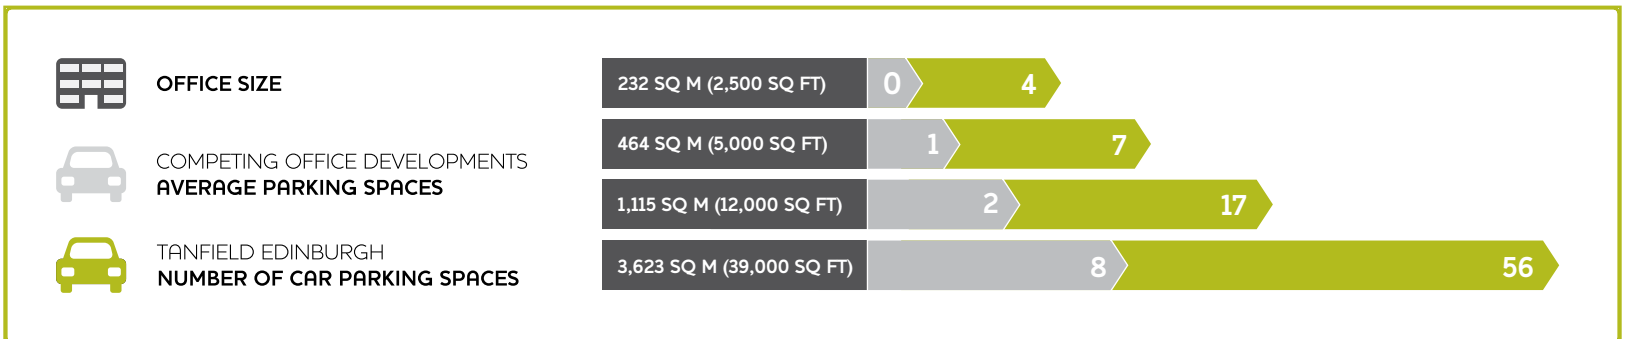 OFFICE SIZE
COMPETING OFFICE DEVELOPMENTS
AVERAGE PARKING SPACES
TANFIELD EDINBURGH
NUMBER OF CAR PARKING SPACES
232 SQ M (2,500 SQ FT) 0 4
464 SQ M (5,000 SQ FT) 1 7
1,115 SQ M (12,000 SQ FT) 2 17
3,623 SQ M (39,000 SQ FT) 8 56